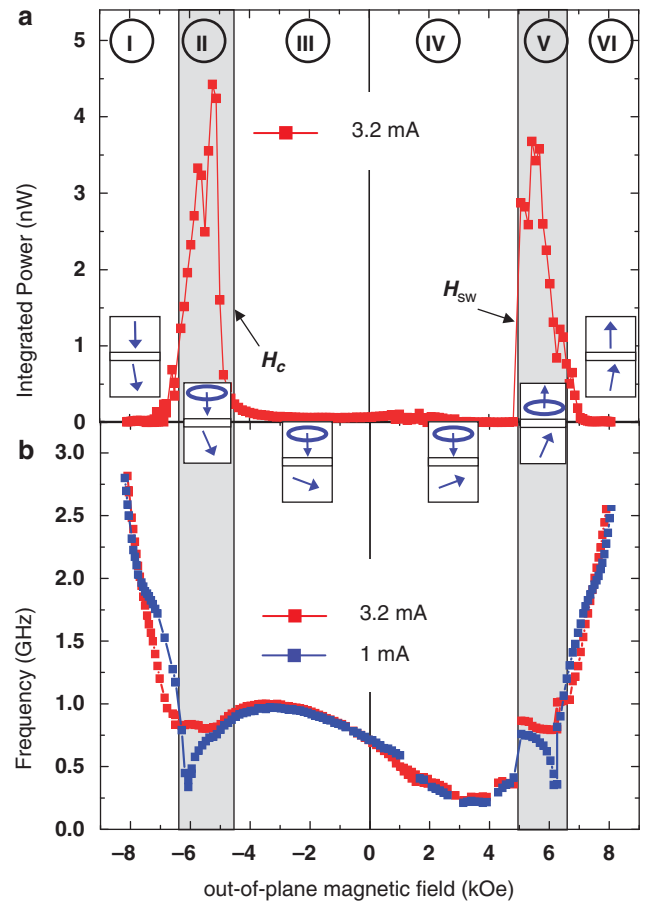 a
I II III IV V VI
5
4
3
2
1
0
Integrated Power (nW)
3.2 mA
Hc
HSW
b
3.0
2.5
2.0
1.5
1.0
0.5
0.0
Frequency (GHz)
3.2 mA
1 mA
−8 −6 −4 −2 0 2 4 6 8
out-of-plane magnetic field (kOe)